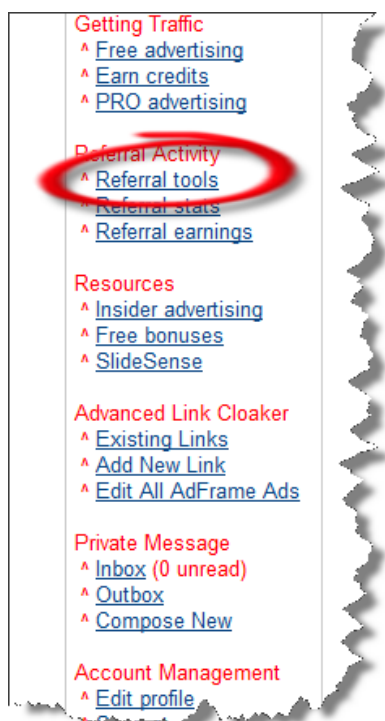 Getting Traffic
^ Free advertising
^ Earn credits
^ PRO advertising
Referral Activity
^ Referral tools
^ Referral stats
^ Referral earnings
Resources
^ Insider advertising
^ Free bonuses
^ SlideSense
Advanced Link Cloaker
^ Existing Links
^ Add New Link
^ Edit All AdFrame Ads
Private Message
^ Inbox (0 unread)
^ Outbox
^ Compose New
Account Management
^ Edit profile